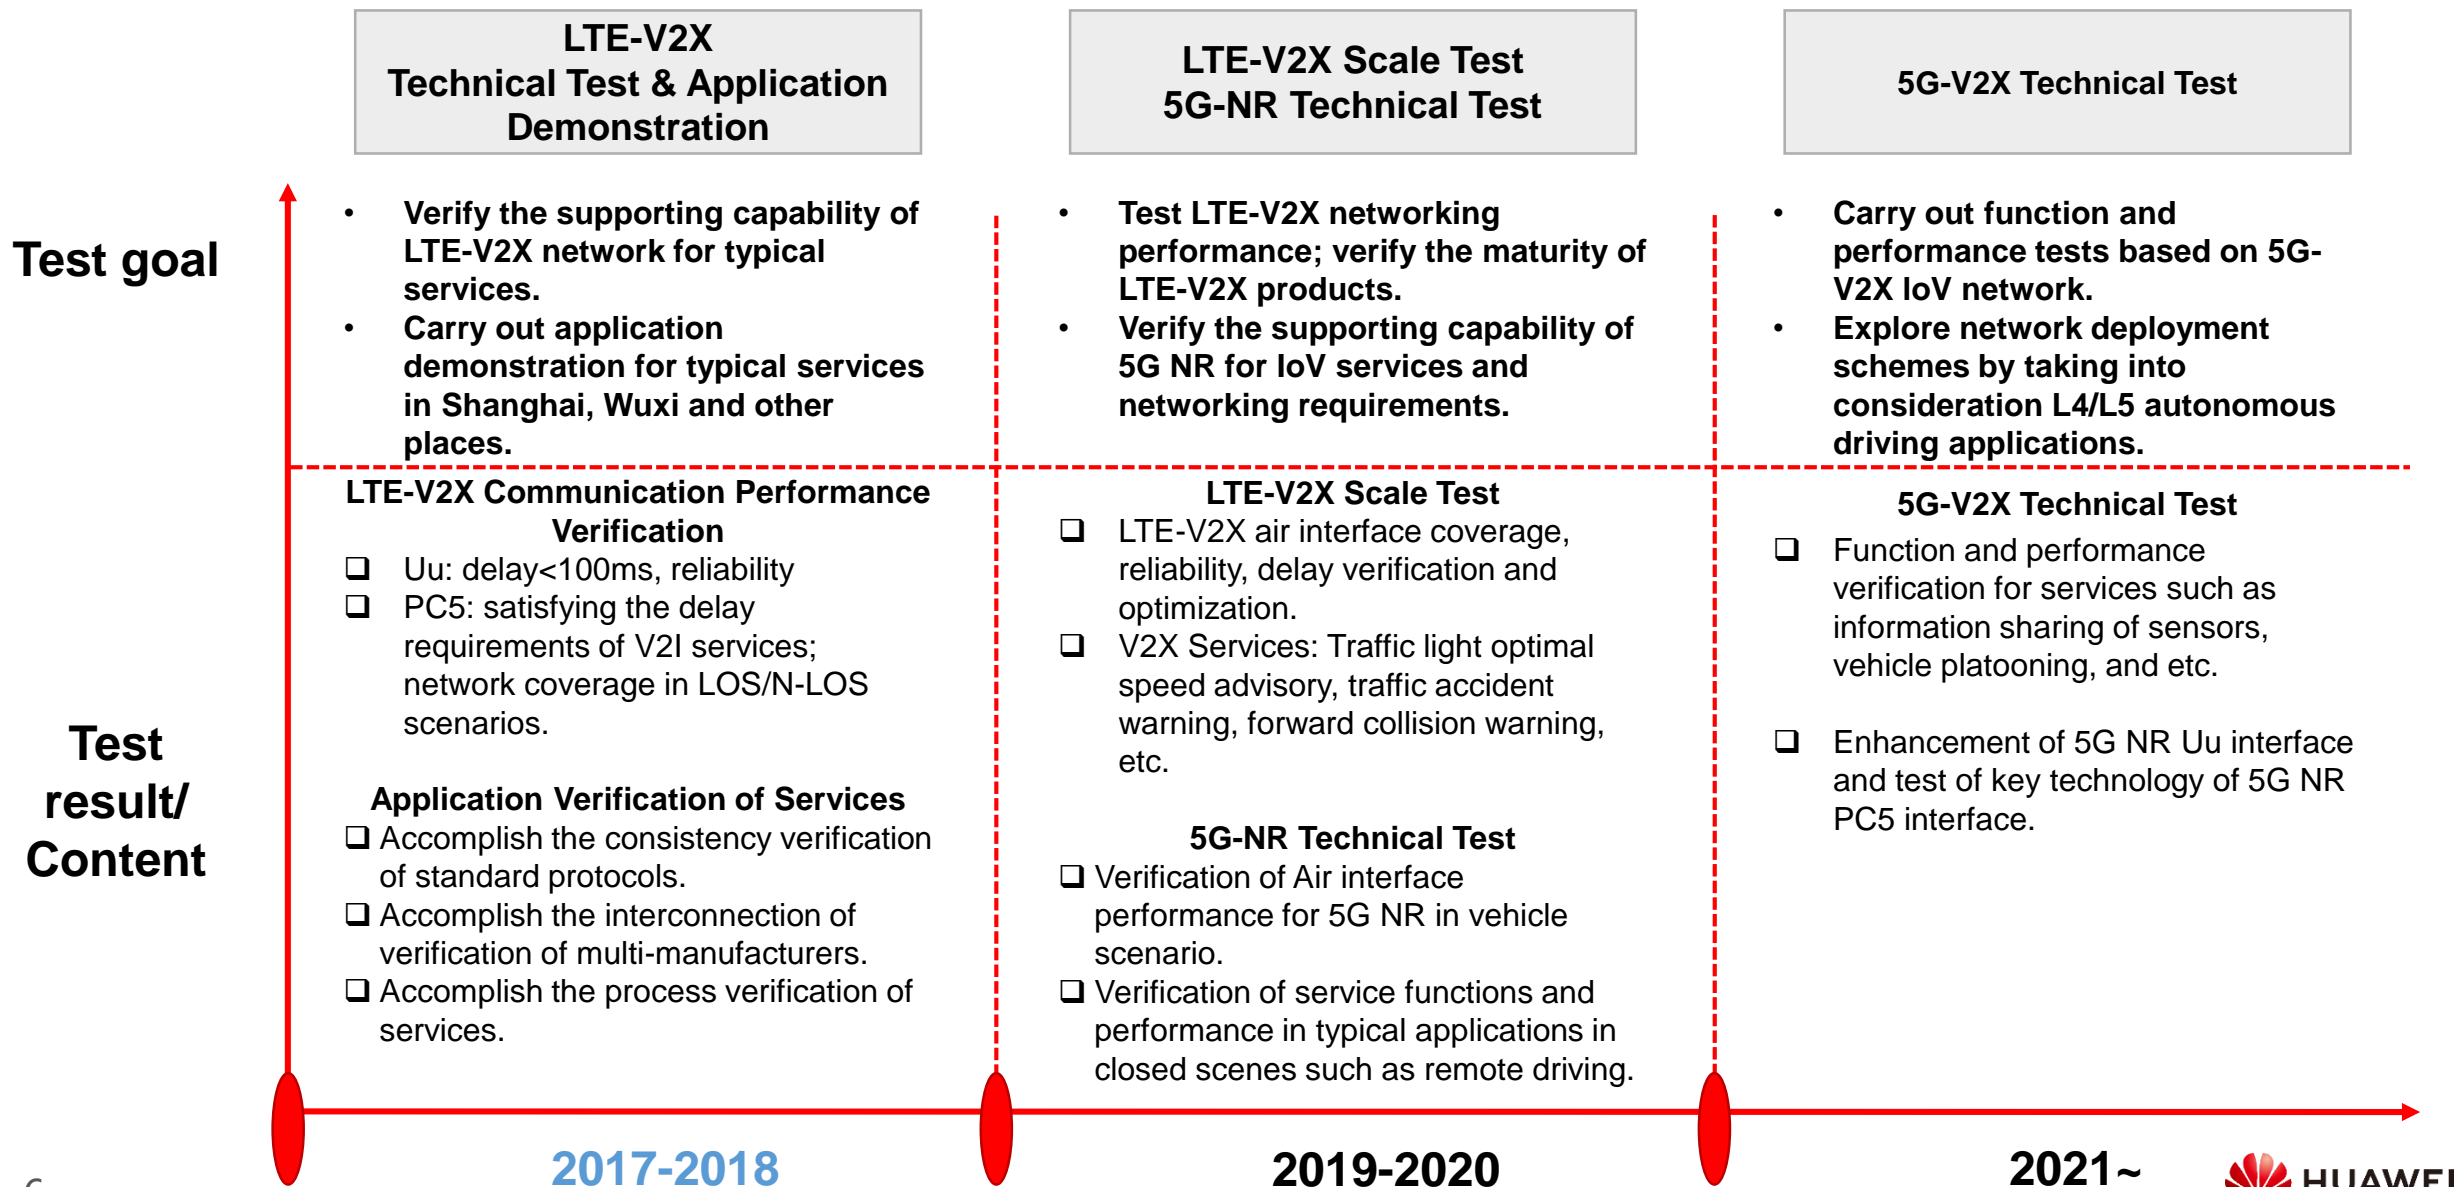 LTE-V2X
Technical Test & Application
Demonstration
LTE-V2X Scale Test
5G-NR Technical Test
5G-V2X Technical Test
Test goal
• Verify the supporting capability of
LTE-V2X network for typical
services.
• Carry out application
demonstration for typical services
in Shanghai, Wuxi and other
places.
• Test LTE-V2X networking
performance; verify the maturity of
LTE-V2X products.
• Verify the supporting capability of
5G NR for IoV services and
networking requirements.
• Carry out function and
performance tests based on 5G-
V2X IoV network.
• Explore network deployment
schemes by taking into
consideration L4/L5 autonomous
driving applications.
Test
result/
Content
LTE-V2X Communication Performance
Verification
❑ Uu: delay<100ms, reliability
❑ PC5: satisfying the delay
requirements of V2I services;
network coverage in LOS/N-LOS
scenarios.
Application Verification of Services
❑ Accomplish the consistency verification
of standard protocols.
❑ Accomplish the interconnection of
verification of multi-manufacturers.
❑ Accomplish the process verification of
services.
LTE-V2X Scale Test
❑ LTE-V2X air interface coverage,
reliability, delay verification and
optimization.
❑ V2X Services: Traffic light optimal
speed advisory, traffic accident
warning, forward collision warning,
etc.
5G-NR Technical Test
❑ Verification of Air interface
performance for 5G NR in vehicle
scenario.
❑ Verification of service functions and
performance in typical applications in
closed scenes such as remote driving.
5G-V2X Technical Test
❑ Function and performance
verification for services such as
information sharing of sensors,
vehicle platooning, and etc.
❑ Enhancement of 5G NR Uu interface
and test of key technology of 5G NR
PC5 interface.
2017-2018
2019-2020
2021~
HUAWEI